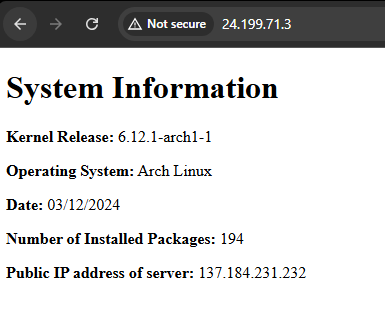 Not secure 24.199.71.3
System Information
Kernel Release: 6.12.1-arch1-1
Operating System: Arch Linux
Date: 03/12/2024
Number of Installed Packages: 194
Public IP address of server: 137.184.231.232